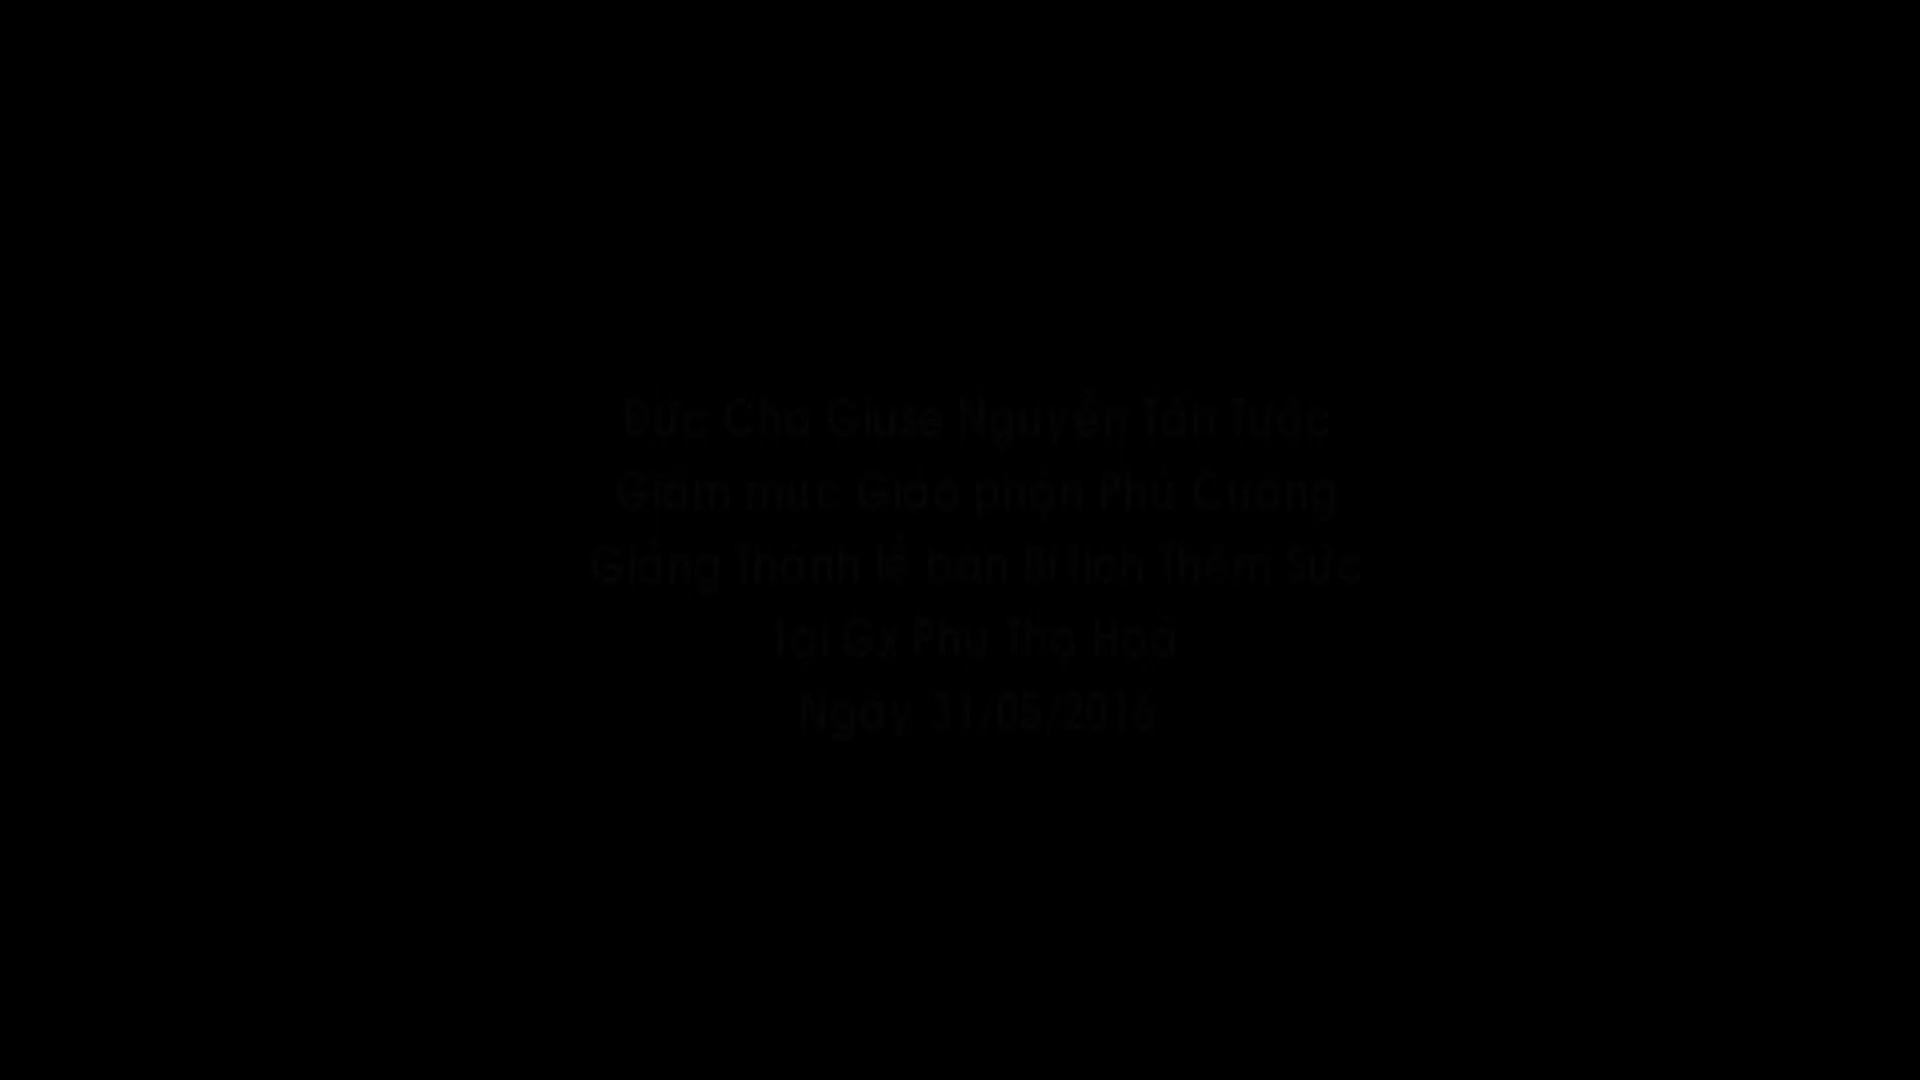 Đức Cha Giuse Nguyễn Tấn Tước
Giám mục Giáo phận Phú Cường
Giảng Thánh lễ ban Bí tích Thêm Sức
Tại Gx Phú Thọ Hoà
Ngày 31/05/2016